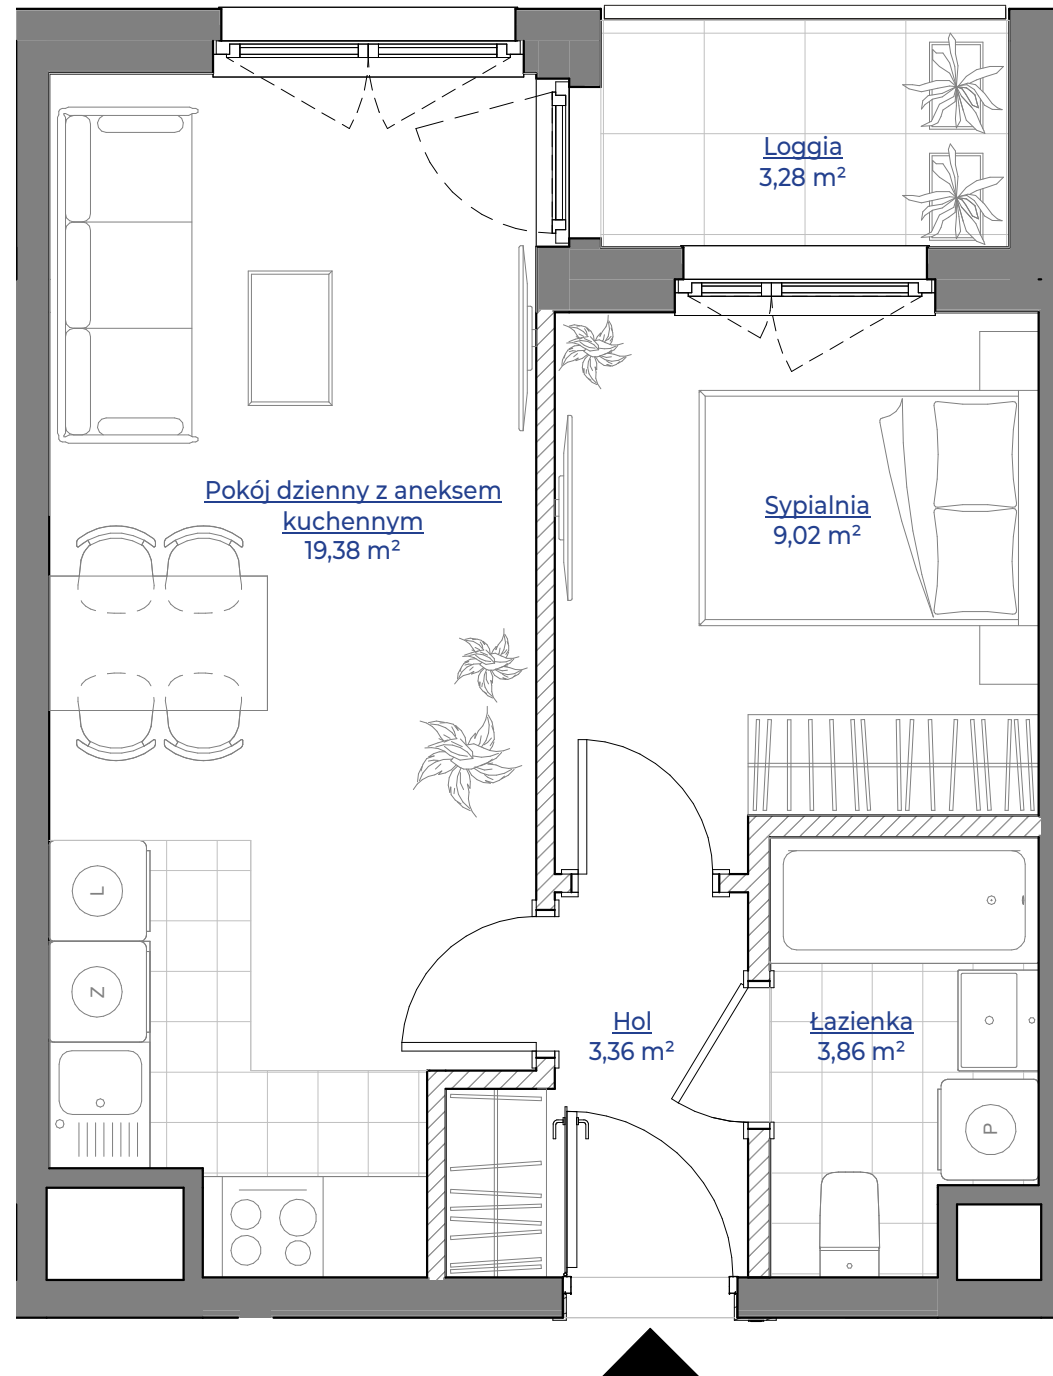 Loggia
3,28 m²
Pokój dzienny z aneksem
kuchennym
19,38 m²
Sypialnia
9,02 m²
L
Z
Hol
3,36 m²
Łazienka
3,86 m²
P